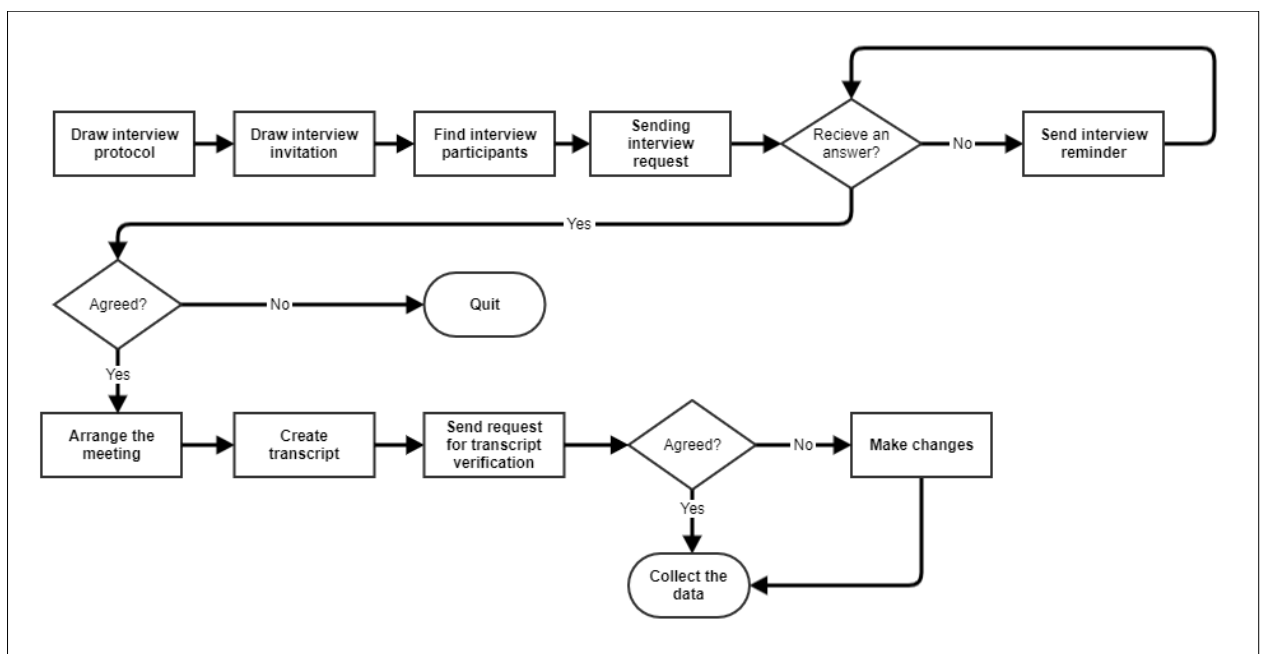 Draw interview
protocol
Draw interview
invitation
Find interview
participants
Sending
interview
request
Recieve an
answer?
No
Send interview
reminder
Yes
Agreed?
No
Quit
Yes
Arrange the
meeting
Create
transcript
Send request
for transcript
verification
Agreed?
No
Make changes
Yes
Collect the
data